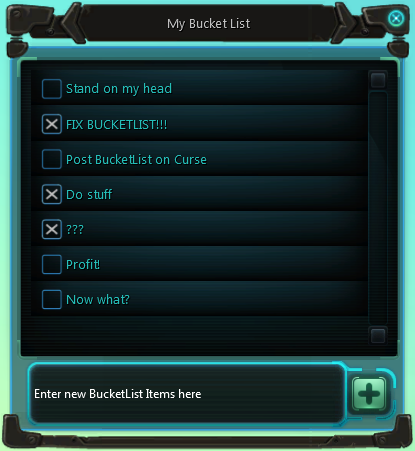 My Bucket List
Stand on my head
FIX BUCKETLIST!!!
Post BucketList on Curse
Do stuff
???
Profit!
Now what?
Enter new BucketList Items here